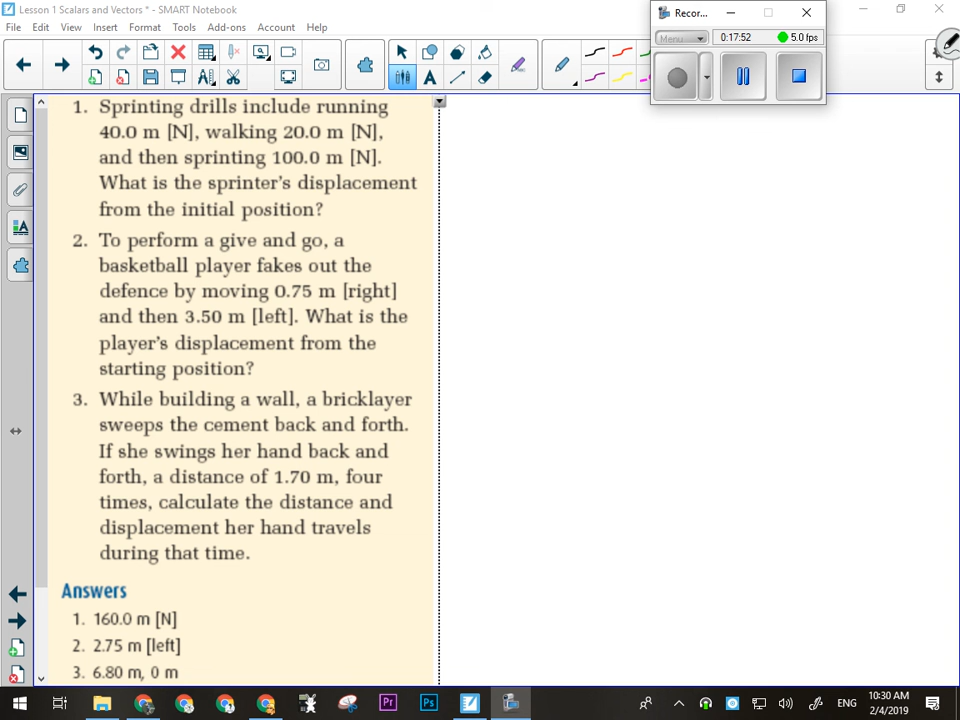 Lesson 1 Scalars and Vectors * - SMART Notebook
File Edit View Insert Format Tools Add-ons Account Help
Recor...
Menu
0:17:52
5.0 fps
1. Sprinting drills include running
40.0 m [N], walking 20.0 m [N],
and then sprinting 100.0 m [N].
What is the sprinter's displacement
from the initial position?
2. To perform a give and go, a
basketball player fakes out the
defence by moving 0.75 m [right]
and then 3.50 m [left]. What is the
player's displacement from the
starting position?
3. While building a wall, a bricklayer
sweeps the cement back and forth.
If she swings her hand back and
forth, a distance of 1.70 m, four
times, calculate the distance and
displacement her hand travels
during that time.
Answers
1. 160.0 m [N]
2. 2.75 m [left]
3. 6.80 m, 0 m
Pr Ps
ENG
10:30 AM
2/4/2019